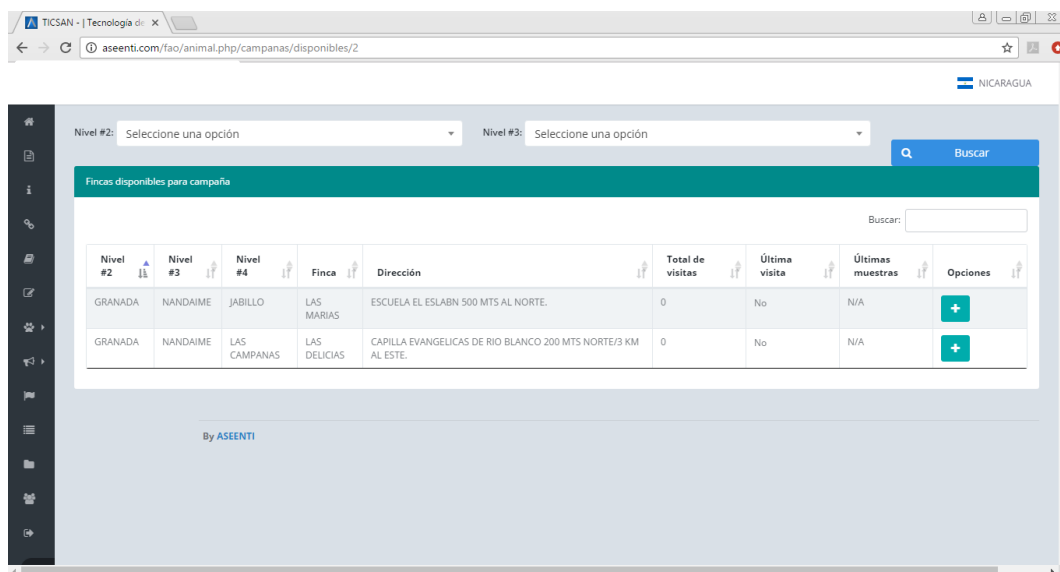 TICSAN - | Tecnología de
aseenti.com/fao/animal.php/campanas/disponibles/2
NICARAGUA
Nivel #2: Seleccione una opción Nivel #3: Seleccione una opción
Buscar
Fincas disponibles para campaña
Buscar:
Nivel #2 Nivel #3 Nivel #4 Finca Dirección Total de visitas Última visita Últimas muestras Opciones
GRANADA NANDAIME JABILLO LAS MARIAS ESCUELA EL ESLABN 500 MTS AL NORTE. 0 No N/A
GRANADA NANDAIME LAS CAMPANAS LAS DELICIAS CAPILLA EVANGELICAS DE RIO BLANCO 200 MTS NORTE/3 KM AL ESTE. 0 No N/A
By ASEENTI